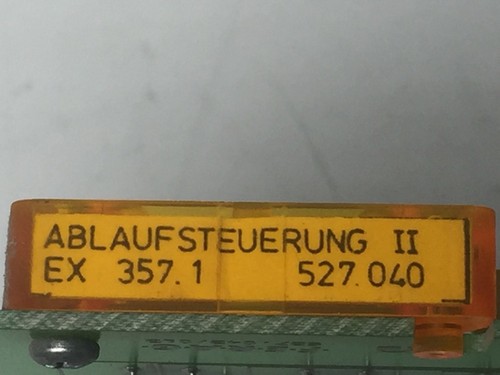 ABLAUFSTEUERUNG II
EX 357.1 527.040